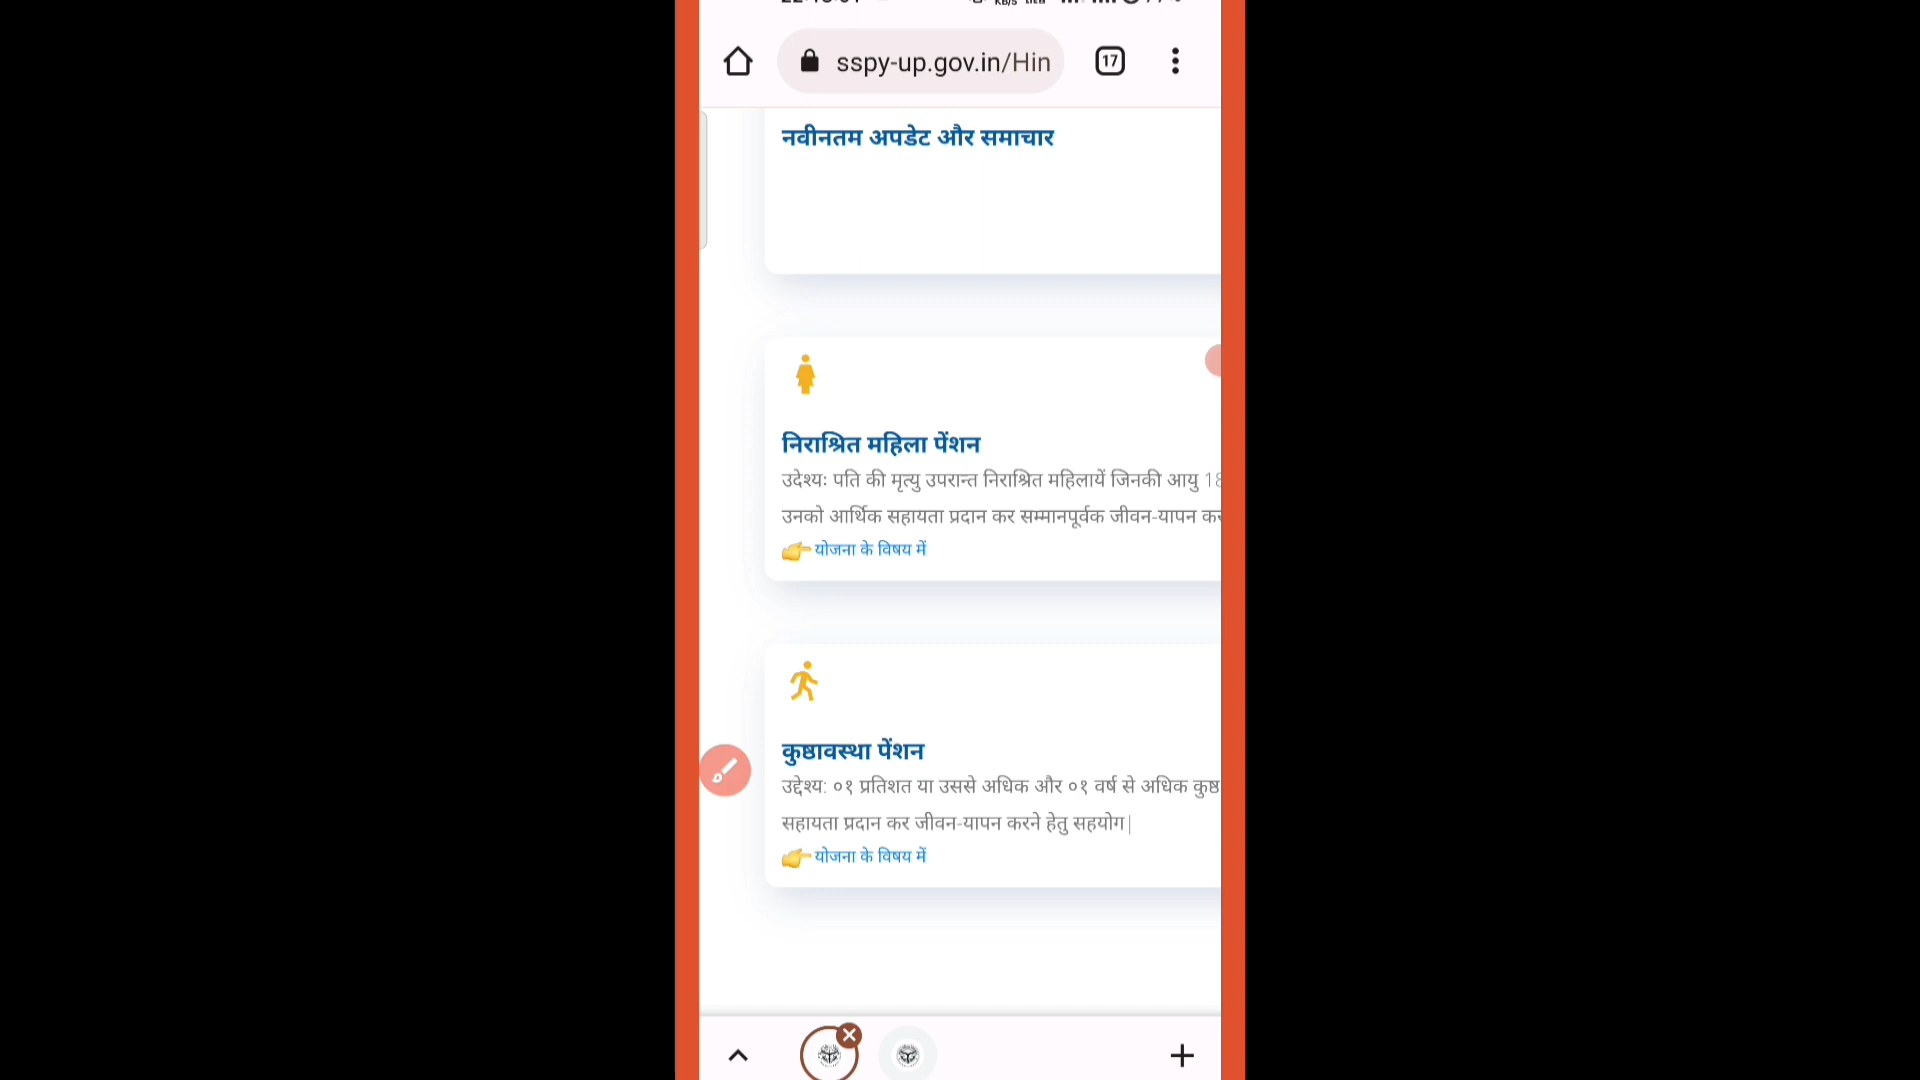 KB/S
sspy-up.gov.in/Hin
17
नवीनतम अपडेट और समाचार
निराश्रित महिला पेंशन
उदेश्यः पति की मृत्यु उपरान्त निराश्रित महिलायें जिनकी आयु 18
उनको आर्थिक सहायता प्रदान कर सम्मानपूर्वक जीवन-यापन कर
योजना के विषय में
कुष्ठावस्था पेंशन
उद्देश्य: ०१ प्रतिशत या उससे अधिक और ०१ वर्ष से अधिक कुष्ठ
सहायता प्रदान कर जीवन-यापन करने हेतु सहयोग|
योजना के विषय में